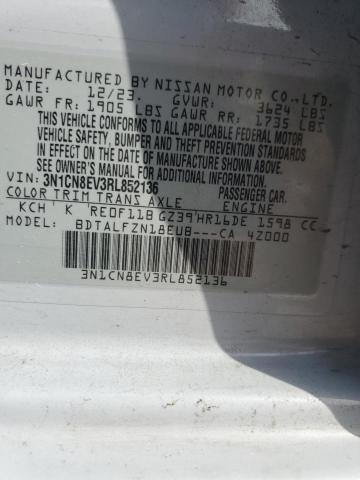 MANUFACTURED BY NISSAN MOTOR CO., LTD.
DATE: 12/23. GVWR: 3624 LBS
GAWR FR: 1905 LBS GAWR RR: 1735 LBS
THIS VEHICLE CONFORMS TO ALL APPLICABLE FEDERAL MOTOR
VEHICLE SAFETY, BUMPER AND THEFT PREVENTION STANDARDS
IN EFFECT ON THE DATE OF MANUFACTURE SHOWN ABOVE.
SEE OWNER'S MANUAL FOR ADDITIONAL INFORMATION.
VIN: 3N1CN8EV3RL852136 PASSENGER CAR
COLOR TRIM TRANS AXLE ENGINE
KCH K RE0F11B GZ39 HR16DE 1598 CC
MODEL: BDTALFZN18EUB---CA 4Z000
3N1CN8EV3RL852136